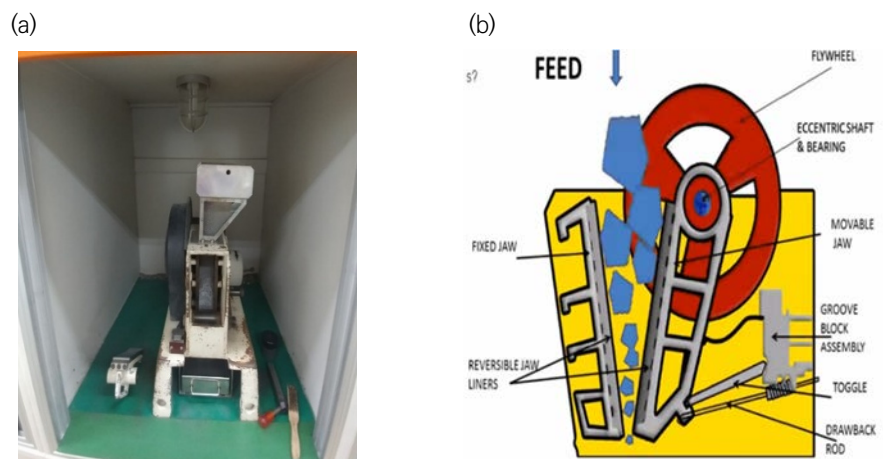 (a)
(b)
s?
FEED
FLYWHEEL
ECCENTRIC SHAFT
& BEARING
FIXED JAW
MOVABLE
JAW
GROOVE
BLOCK
ASSEMBLY
REVERSIBLE JAW
LINERS
TOGGLE
DRAWBACK
ROD